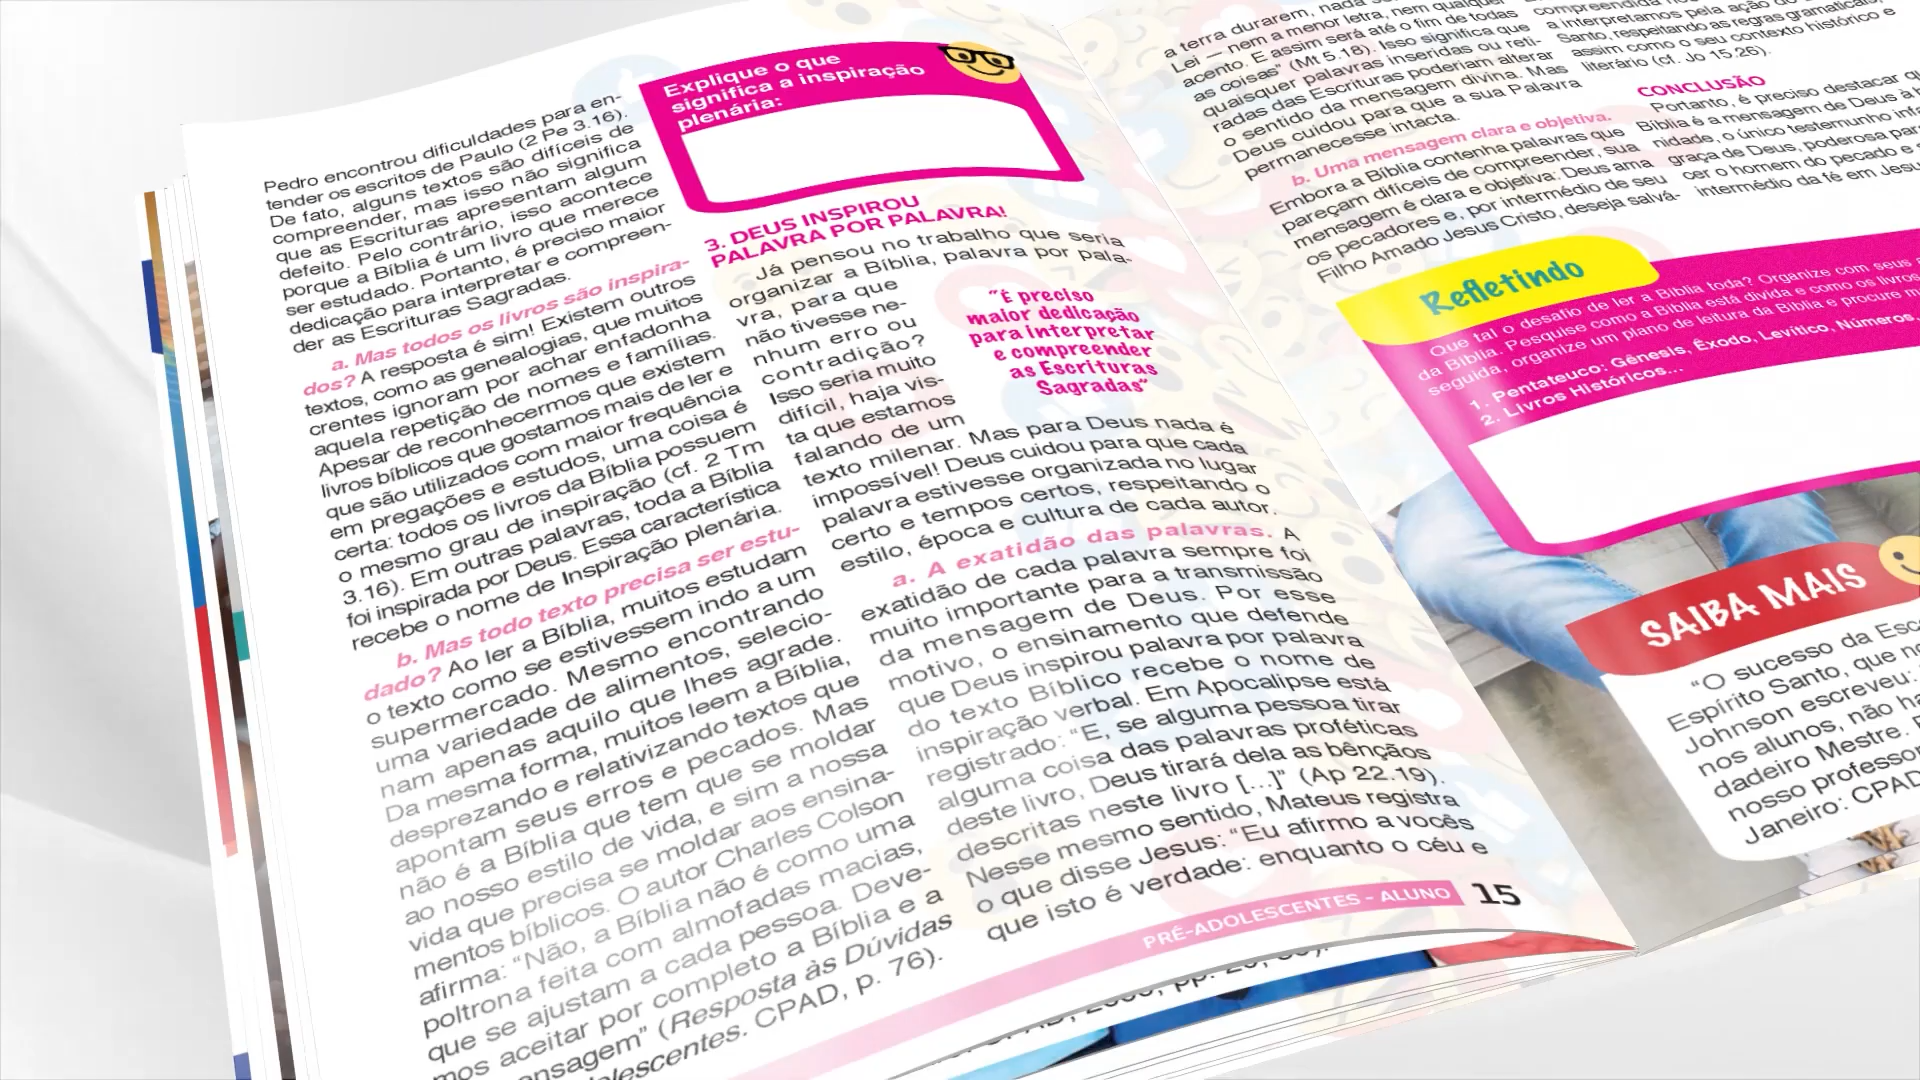 Pedro encontrou dificuldades para en-
tender os escritos de Paulo (2 Pe 3.16).
De fato, alguns textos são difíceis de
compreender, mas isso não significa
que as Escrituras apresentam algum
defeito. Pelo contrário, isso acontece
porque a Bíblia é um livro que merece
ser estudado. Portanto, é preciso maior
dedicação para interpretar e compreen-
der as Escrituras Sagradas.
a. Mas todos os livros são inspira-
dos? A resposta é sim! Existem outros
textos, como as genealogias, que muitos
crentes ignoram por achar enfadonha
aquela repetição de nomes e famílias.
Apesar de reconhecermos que existem
livros bíblicos que gostamos mais de ler e
que são utilizados com maior frequência
em pregações e estudos, uma coisa é
certa: todos os livros da Bíblia possuem
o mesmo grau de inspiração (cf. 2 Tm
3.16). Em outras palavras, toda a Bíblia
foi inspirada por Deus. Essa característica
recebe o nome de Inspiração plenária.
b. Mas todo texto precisa ser estu-
dado? Ao ler a Bíblia, muitos estudam
o texto como se estivessem indo a um
supermercado. Mesmo encontrando
uma variedade de alimentos, selecio-
nam apenas aquilo que lhes agrade.
Da mesma forma, muitos leem a Bíblia,
desprezando e relativizando textos que
apontam seus erros e pecados. Mas
não é a Bíblia que tem que se moldar
ao nosso estilo de vida, e sim a nossa
vida que precisa se moldar aos ensina-
mentos bíblicos. O autor Charles Colson
afirma: “Não, a Bíblia não é como uma
poltrona feita com almofadas macias,
que se ajustam a cada pessoa. Deve-
mos aceitar por completo a Bíblia e a
ensagem” (Resposta às Dúvidas
olescentes. CPAD, p. 76).
Explique o que
significa a inspiração
plenária:
3. DEUS INSPIROU
PALAVRA POR PALAVRA!
Já pensou no trabalho que seria
organizar a Bíblia, palavra por pala-
vra, para que
não tivesse ne-
nhum erro ou
contradição?
Isso seria muito
difícil, haja vis-
ta que estamos
falando de um
texto milenar. Mas para Deus nada é
impossível! Deus cuidou para que cada
palavra estivesse organizada no lugar
certo e tempos certos, respeitando o
estilo, época e cultura de cada autor.
“É preciso
maior dedicação
para interpretar
e compreender
as Escrituras
Sagradas”
a. A exatidão das palavras. A
exatidão de cada palavra sempre foi
muito importante para a transmissão
da mensagem de Deus. Por esse
motivo, o ensinamento que defende
que Deus inspirou palavra por palavra
do texto Bíblico recebe o nome de
inspiração verbal. Em Apocalipse está
registrado: “E, se alguma pessoa tirar
alguma coisa das palavras proféticas
deste livro, Deus tirará dela as bênçãos
descritas neste livro [...]” (Ap 22.19).
Nesse mesmo sentido, Mateus registra
o que disse Jesus: “Eu afirmo a vocês
que isto é verdade: enquanto o céu e
PRÉ-ADOLESCENTES - ALUNO 15
a terra durarem, nada
Lei — nem a menor letra, nem qualquer
acento. E assim será até o fim de todas
as coisas” (Mt 5.18). Isso significa que
quaisquer palavras inseridas ou reti-
radas das Escrituras poderiam alterar
o sentido da mensagem divina. Mas
Deus cuidou para que a sua Palavra
permanecesse intacta.
b. Uma mensagem clara e objetiva.
Embora a Bíblia contenha palavras que
pareçam difíceis de compreender, sua
mensagem é clara e objetiva: Deus ama
os pecadores e, por intermédio de seu
Filho Amado Jesus Cristo, deseja salvá-
compreendida
a interpretamos pela ação do
Santo, respeitando as regras gramaticais,
assim como o seu contexto histórico e
literário (cf. Jo 15.26).
CONCLUSÃO
Portanto, é preciso destacar qu
Bíblia é a mensagem de Deus à h
nidade, o único testemunho inf
graça de Deus, poderosa par
cer o homem do pecado e
intermédio da fé em Jesu
Refletindo
Que tal o desafio de ler a Bíblia toda? Organize com seus
da Bíblia. Pesquise como a Bíblia está divida e como os livros
seguida, organize um plano de leitura da Bíblia e procure
1. Pentateuco: Gênesis, Êxodo, Levítico, Números,
2. Livros Históricos...
SAIBA MAIS
“O sucesso da Esc
Espírito Santo, que no
Johnson escreveu:
nos alunos, não ha
dadeiro Mestre.
nosso professor
Janeiro: CPAD